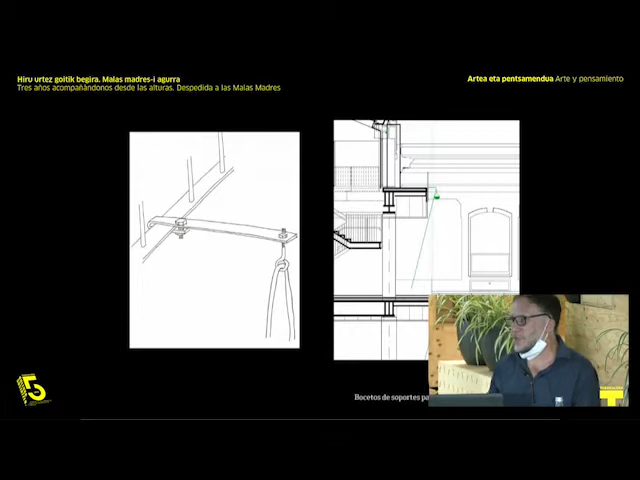 Hiru urtez goitik begira. Malas madres-i agurra
Tres años acompañándonos desde las alturas. Despedida a las Malas Madres
Artea eta pentsamendua Arte y pensamiento
Bocetos de soportes pa
5
T